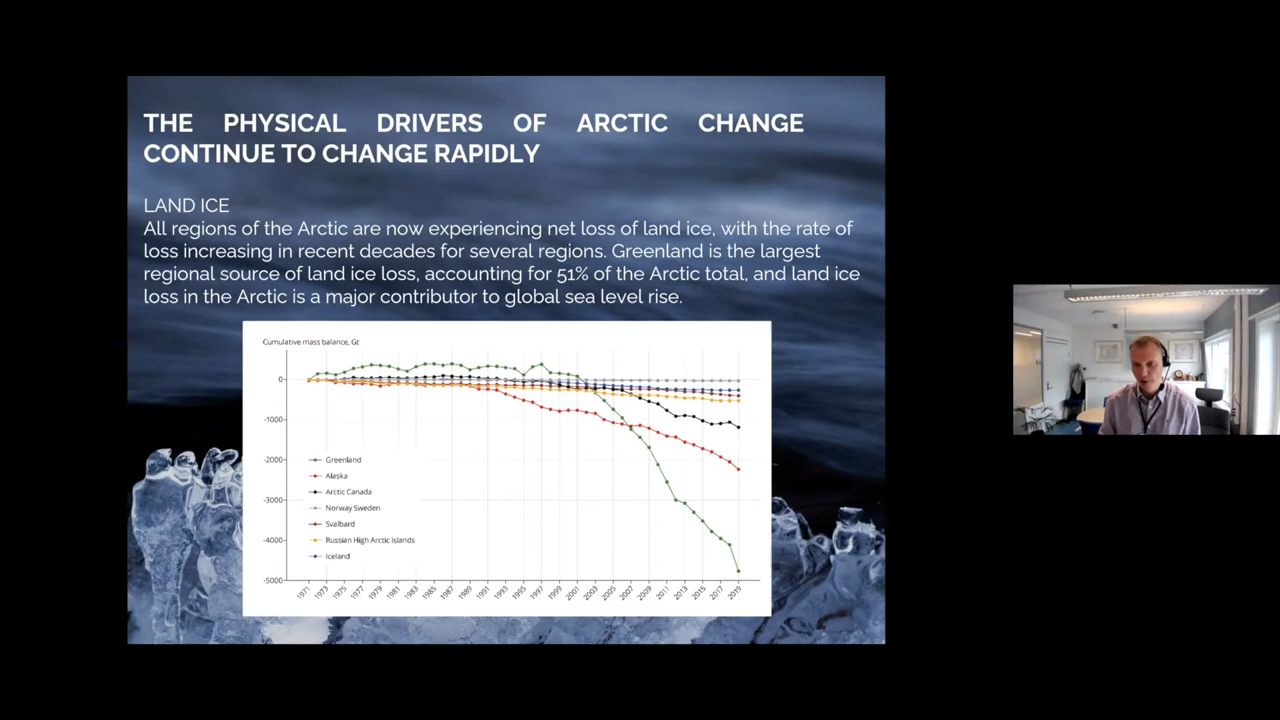 THE PHYSICAL DRIVERS OF ARCTIC CHANGE
CONTINUE TO CHANGE RAPIDLY
LAND ICE
All regions of the Arctic are now experiencing net loss of land ice, with the rate of
loss increasing in recent decades for several regions. Greenland is the largest
regional source of land ice loss, accounting for 51% of the Arctic total, and land ice
loss in the Arctic is a major contributor to global sea level rise.
Cumulative mass balance, Gt
0
-1000
-2000
-3000
-4000
-5000
Greenland
Alaska
Arctic Canada
Norway Sweden
Svalbard
Russian High Arctic Islands
Iceland
1971 1973 1975 1977 1979 1981 1983 1985 1987 1989 1991 1993 1995 1997 1999 2001 2003 2005 2007 2009 2011 2013 2015 2017 2019